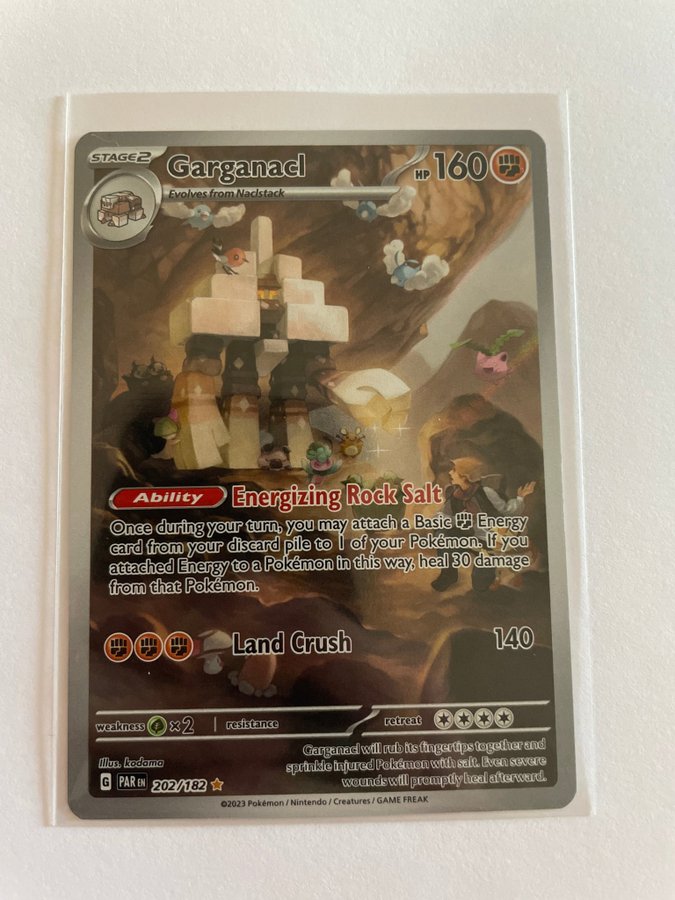 STAGE2
Garganacl
HP 160
Evolves from Naclstack
Ability Energizing Rock Salt
Once during your turn, you may attach a Basic Energy
card from your discard pile to 1 of your Pokémon. If you
attached Energy to a Pokémon in this way, heal 30 damage
from that Pokémon.
Land Crush 140
weakness ×2 resistance retreat
Illus. kodama
Garganacl will rub its fingertips together and
sprinkle injured Pokémon with salt. Even severe
wounds will promptly heal afterward.
G PAR EN 202/182
©2023 Pokémon / Nintendo / Creatures / GAME FREAK